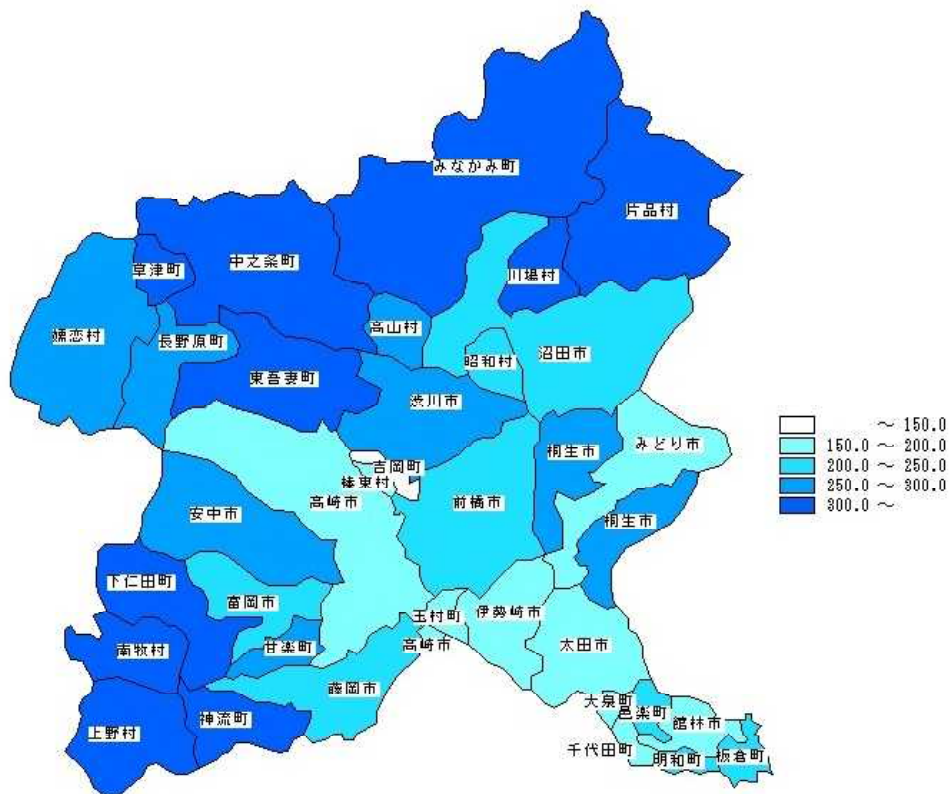 みなかみ町
片品村
中之条町
草津町
川場村
嬬恋村
長野原町
高山村
昭和村
沼田市
東吾妻町
渋川市
みどり市
桐生市
吉岡町
榛東村
高崎市
前橋市
安中市
桐生市
下仁田町
富岡市
玉村町
伊勢崎市
南牧村
甘楽町
高崎市
太田市
藤岡市
上野村
神流町
大泉町
邑楽町
館林市
千代田町
明和町
板倉町
～ 150.0
150.0 ～ 200.0
200.0 ～ 250.0
250.0 ～ 300.0
300.0 ～